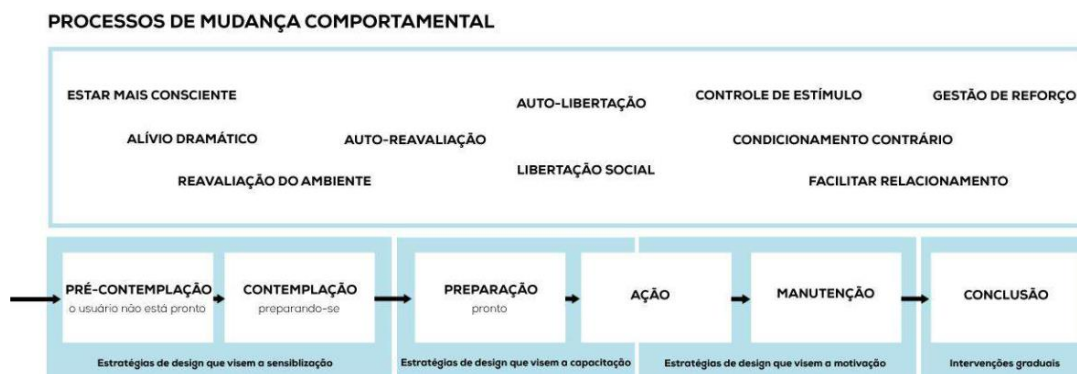 PROCESSOS DE MUDANÇA COMPORTAMENTAL
ESTAR MAIS CONSCIENTE
AUTO-LIBERTAÇÃO
CONTROLE DE ESTÍMULO
GESTÃO DE REFORÇO
ALÍVIO DRAMÁTICO
AUTO-REAVALIAÇÃO
CONDICIONAMENTO CONTRÁRIO
REAVALIAÇÃO DO AMBIENTE
LIBERTAÇÃO SOCIAL
FACILITAR RELACIONAMENTO
PRÉ-CONTEMPLAÇÃO
o usuário não está pronto
CONTEMPLAÇÃO
preparando-se
PREPARAÇÃO
pronto
AÇÃO
MANUTENÇÃO
CONCLUSÃO
Estratégias de design que visem a sensiblização
Estratégias de design que visem a capacitação
Estratégias de design que visem a motivação
Intervenções graduais